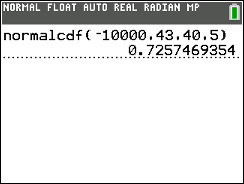 NORMAL FLOAT AUTO REAL RADIAN MP
normalcdf(-10000,43,40,5)
0.7257469354